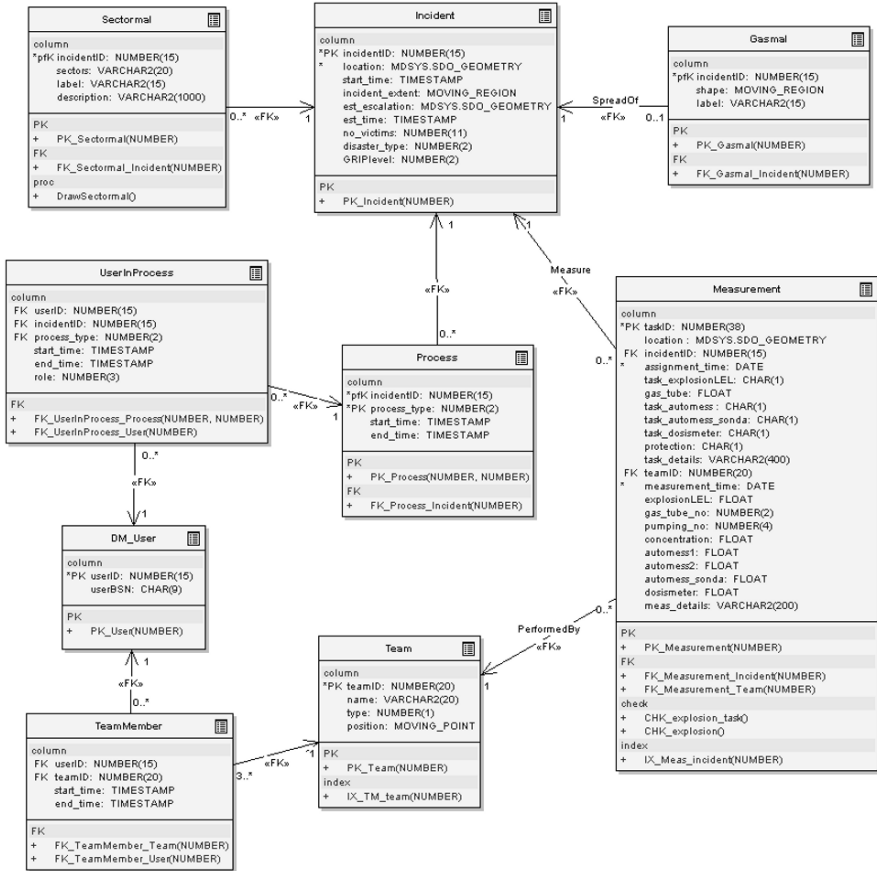 Sectormal
column
*pfK incidentID: NUMBER(15)
sectors: VARCHAR2(20)
label: VARCHAR2(15)
description: VARCHAR2(1000)
PK
+ PK_Sectormal(NUMBER)
FK
+ FK_Sectormal_Incident(NUMBER)
proc
+ DrawSectormal()
0..*
«FK»
1
Incident
column
*PK incidentID: NUMBER(15)
* location: MDSYS.SDO_GEOMETRY
start_time: TIMESTAMP
incident_extent: MOVING_REGION
est_escalation: MDSYS.SDO_GEOMETRY
est_time: TIMESTAMP
no_victims: NUMBER(11)
disaster_type: NUMBER(2)
GRIPlevel: NUMBER(2)
PK
+ PK_Incident(NUMBER)
SpreadOf
1
«FK»
0..1
Gasmal
column
*pfK incidentID: NUMBER(15)
shape: MOVING_REGION
label: VARCHAR2(15)
PK
+ PK_Gasmal(NUMBER)
FK
+ FK_Gasmal_Incident(NUMBER)
1
«FK»
0..*
1
Measure
«FK»
0..*
UserInProcess
column
FK userID: NUMBER(15)
FK incidentID: NUMBER(15)
FK process_type: NUMBER(2)
start_time: TIMESTAMP
end_time: TIMESTAMP
role: NUMBER(3)
FK
+ FK_UserInProcess_Process(NUMBER, NUMBER)
+ FK_UserInProcess_User(NUMBER)
0..*
«FK»
1
Process
column
*pfK incidentID: NUMBER(15)
*PK process_type: NUMBER(2)
start_time: TIMESTAMP
end_time: TIMESTAMP
PK
+ PK_Process(NUMBER, NUMBER)
FK
+ FK_Process_Incident(NUMBER)
Measurement
column
*PK taskID: NUMBER(38)
location : MDSYS.SDO_GEOMETRY
FK incidentID: NUMBER(15)
* assignment_time: DATE
task_explosionLEL: CHAR(1)
gas_tube: FLOAT
task_automess : CHAR(1)
task_automess_sonda: CHAR(1)
task_dosismeter: CHAR(1)
protection: CHAR(1)
task_details: VARCHAR2(400)
FK teamID: NUMBER(20)
* measurement_time: DATE
explosionLEL: FLOAT
gas_tube_no: NUMBER(2)
pumping_no: NUMBER(4)
concentration: FLOAT
automess1: FLOAT
automess2: FLOAT
automess_sonda: FLOAT
dosismeter: FLOAT
meas_details: VARCHAR2(200)
PK
+ PK_Measurement(NUMBER)
FK
+ FK_Measurement_Incident(NUMBER)
+ FK_Measurement_Team(NUMBER)
check
+ CHK_explosion_task()
+ CHK_explosion()
index
+ IX_Meas_incident(NUMBER)
0..*
«FK»
1
DM_User
column
*PK userID: NUMBER(15)
userBSN: CHAR(9)
PK
+ PK_User(NUMBER)
1
«FK»
0..*
0..*
PerformedBy
«FK»
1
TeamMember
column
FK userID: NUMBER(15)
FK teamID: NUMBER(20)
start_time: TIMESTAMP
end_time: TIMESTAMP
FK
+ FK_TeamMember_Team(NUMBER)
+ FK_TeamMember_User(NUMBER)
3..*
«FK»
1
Team
column
*PK teamID: NUMBER(20)
name: VARCHAR2(20)
type: NUMBER(1)
position: MOVING_POINT
PK
+ PK_Team(NUMBER)
index
+ IX_TM_team(NUMBER)